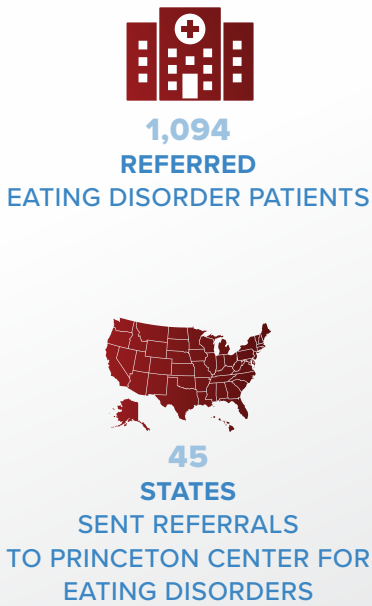 1,094
REFERRED
EATING DISORDER PATIENTS
45
STATES
SENT REFERRALS
TO PRINCETON CENTER FOR
EATING DISORDERS